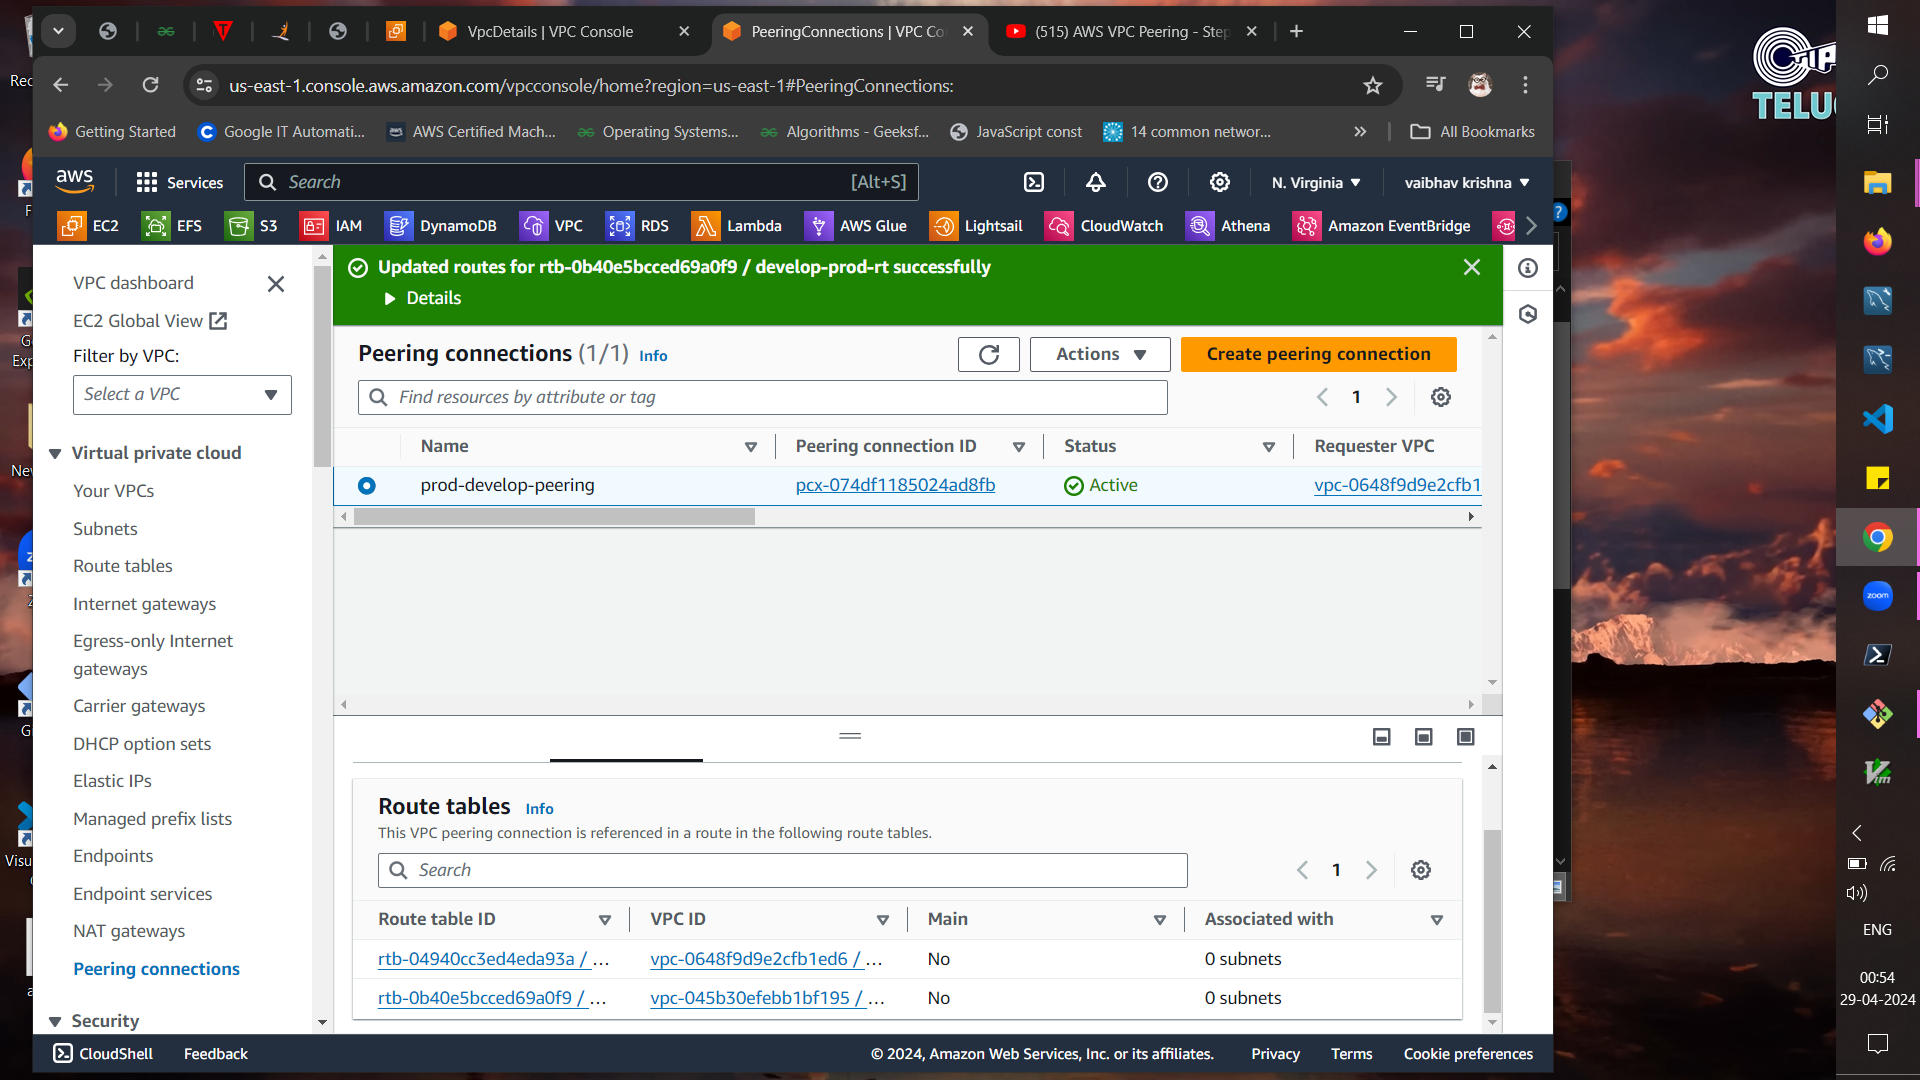 VpcDetails | VPC Console
PeeringConnections | VPC Co
(515) AWS VPC Peering - Step
us-east-1.console.aws.amazon.com/vpcconsole/home?region=us-east-1#PeeringConnections:
Getting Started
Google IT Automati...
AWS Certified Mach...
Operating Systems...
Algorithms - Geeksf...
JavaScript const
14 common networ...
All Bookmarks
aws
Services
Search
[Alt+S]
N. Virginia
vaibhav krishna
EC2
EFS
S3
IAM
DynamoDB
VPC
RDS
Lambda
AWS Glue
Lightsail
CloudWatch
Athena
Amazon EventBridge
VPC dashboard
EC2 Global View
Filter by VPC:
Select a VPC
Virtual private cloud
Your VPCs
Subnets
Route tables
Internet gateways
Egress-only Internet
gateways
Carrier gateways
DHCP option sets
Elastic IPs
Managed prefix lists
Endpoints
Endpoint services
NAT gateways
Peering connections
Security
Updated routes for rtb-0b40e5bcced69a0f9 / develop-prod-rt successfully
Details
Peering connections (1/1) Info
Actions
Create peering connection
Find resources by attribute or tag
1
Name
Peering connection ID
Status
Requester VPC
prod-develop-peering
pcx-074df1185024ad8fb
Active
vpc-0648f9d9e2cfb1
Route tables Info
This VPC peering connection is referenced in a route in the following route tables.
Search
1
Route table ID
VPC ID
Main
Associated with
rtb-04940cc3ed4eda93a / ...
vpc-0648f9d9e2cfb1ed6 / ...
No
0 subnets
rtb-0b40e5bcced69a0f9 / ...
vpc-045b30efebb1bf195 / ...
No
0 subnets
CloudShell
Feedback
© 2024, Amazon Web Services, Inc. or its affiliates.
Privacy
Terms
Cookie preferences
zoom
ENG
00:54
29-04-2024